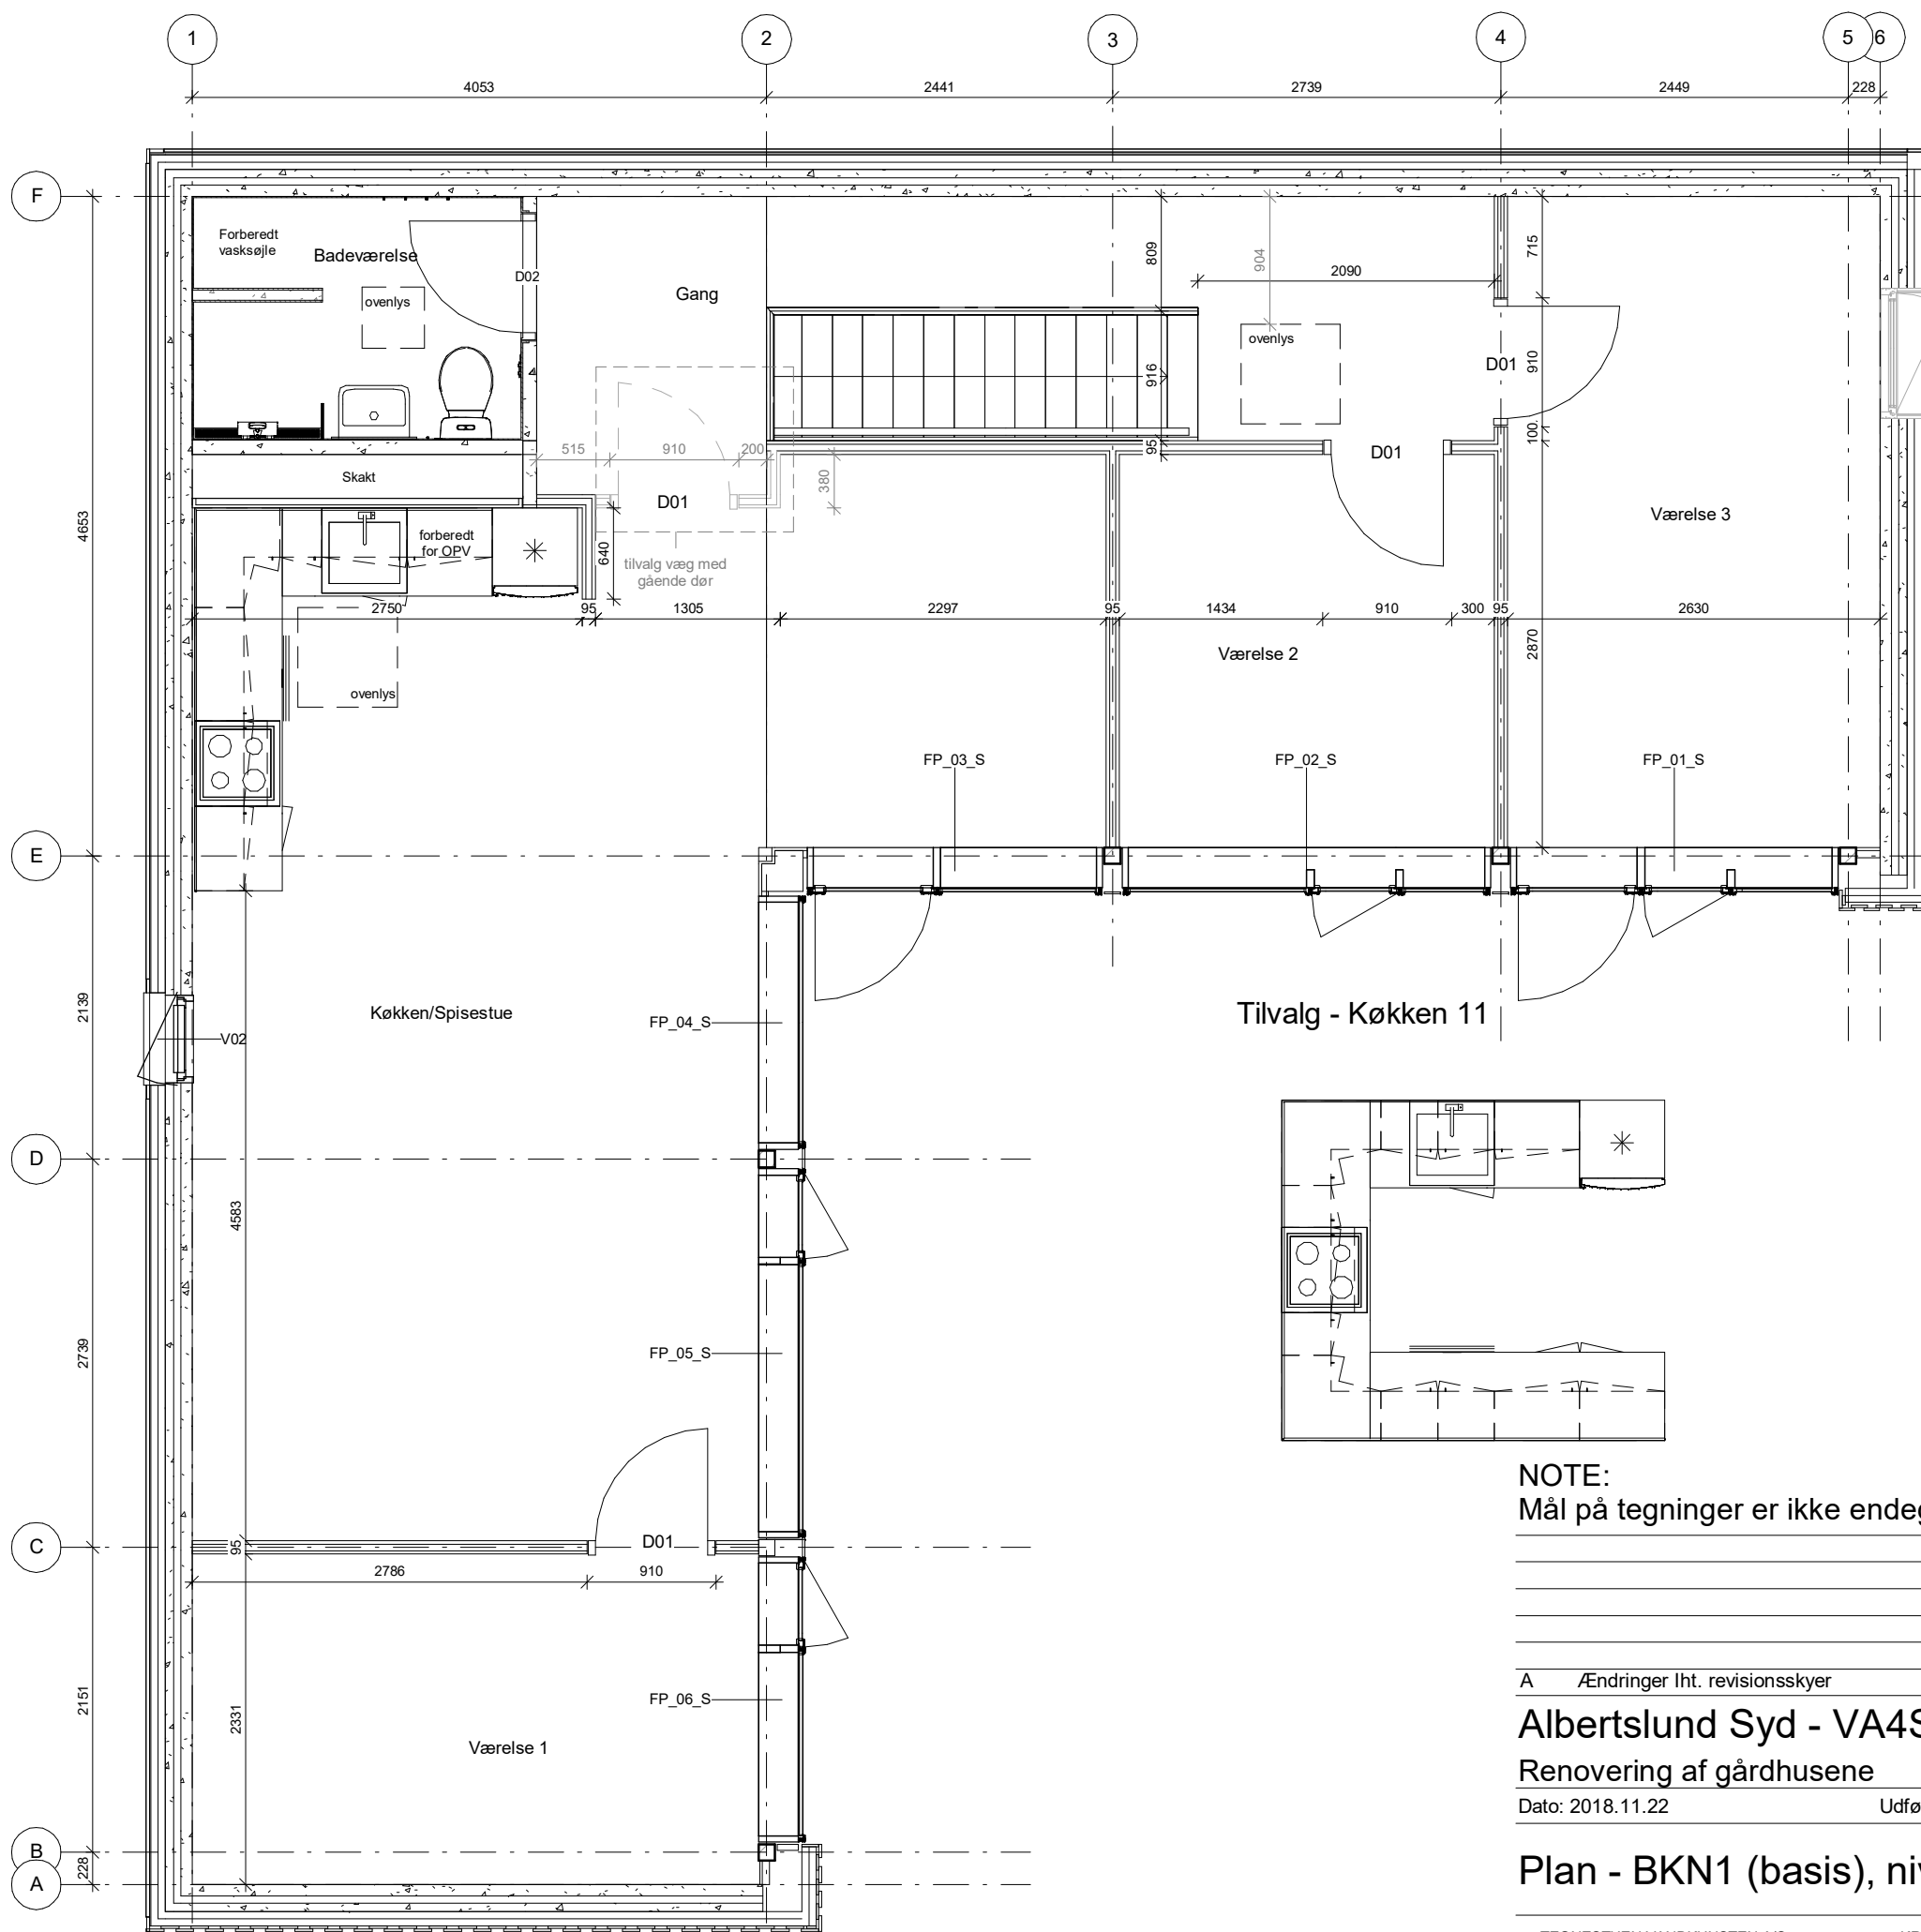 1
2
3
4
5
6
4053
2441
2739
2449
228
F
Forberedt
vasksøjle
Badeværelse
D02
ovenlys
Gang
809
904
2090
715
ovenlys
D01
910
916
100
95
D01
515
910
200
380
Skakt
D01
4653
forberedt
for OPV
640
tilvalg væg med
gående dør
Værelse 3
2750
95
1305
2297
95
1434
910
300
95
2630
2870
Værelse 2
ovenlys
FP_03_S
FP_02_S
FP_01_S
E
2139
Køkken/Spisestue
FP_04_S
V02
Tilvalg - Køkken 11
D
4583
2739
FP_05_S
NOTE:
Mål på tegninger er ikke endeg
C
95
D01
2786
910
A Ændringer Iht. revisionsskyer
2151
2331
FP_06_S
Værelse 1
Albertslund Syd - VA4S
Renovering af gårdhusene
Dato: 2018.11.22 Udfø
B
228
A
Plan - BKN1 (basis), niv